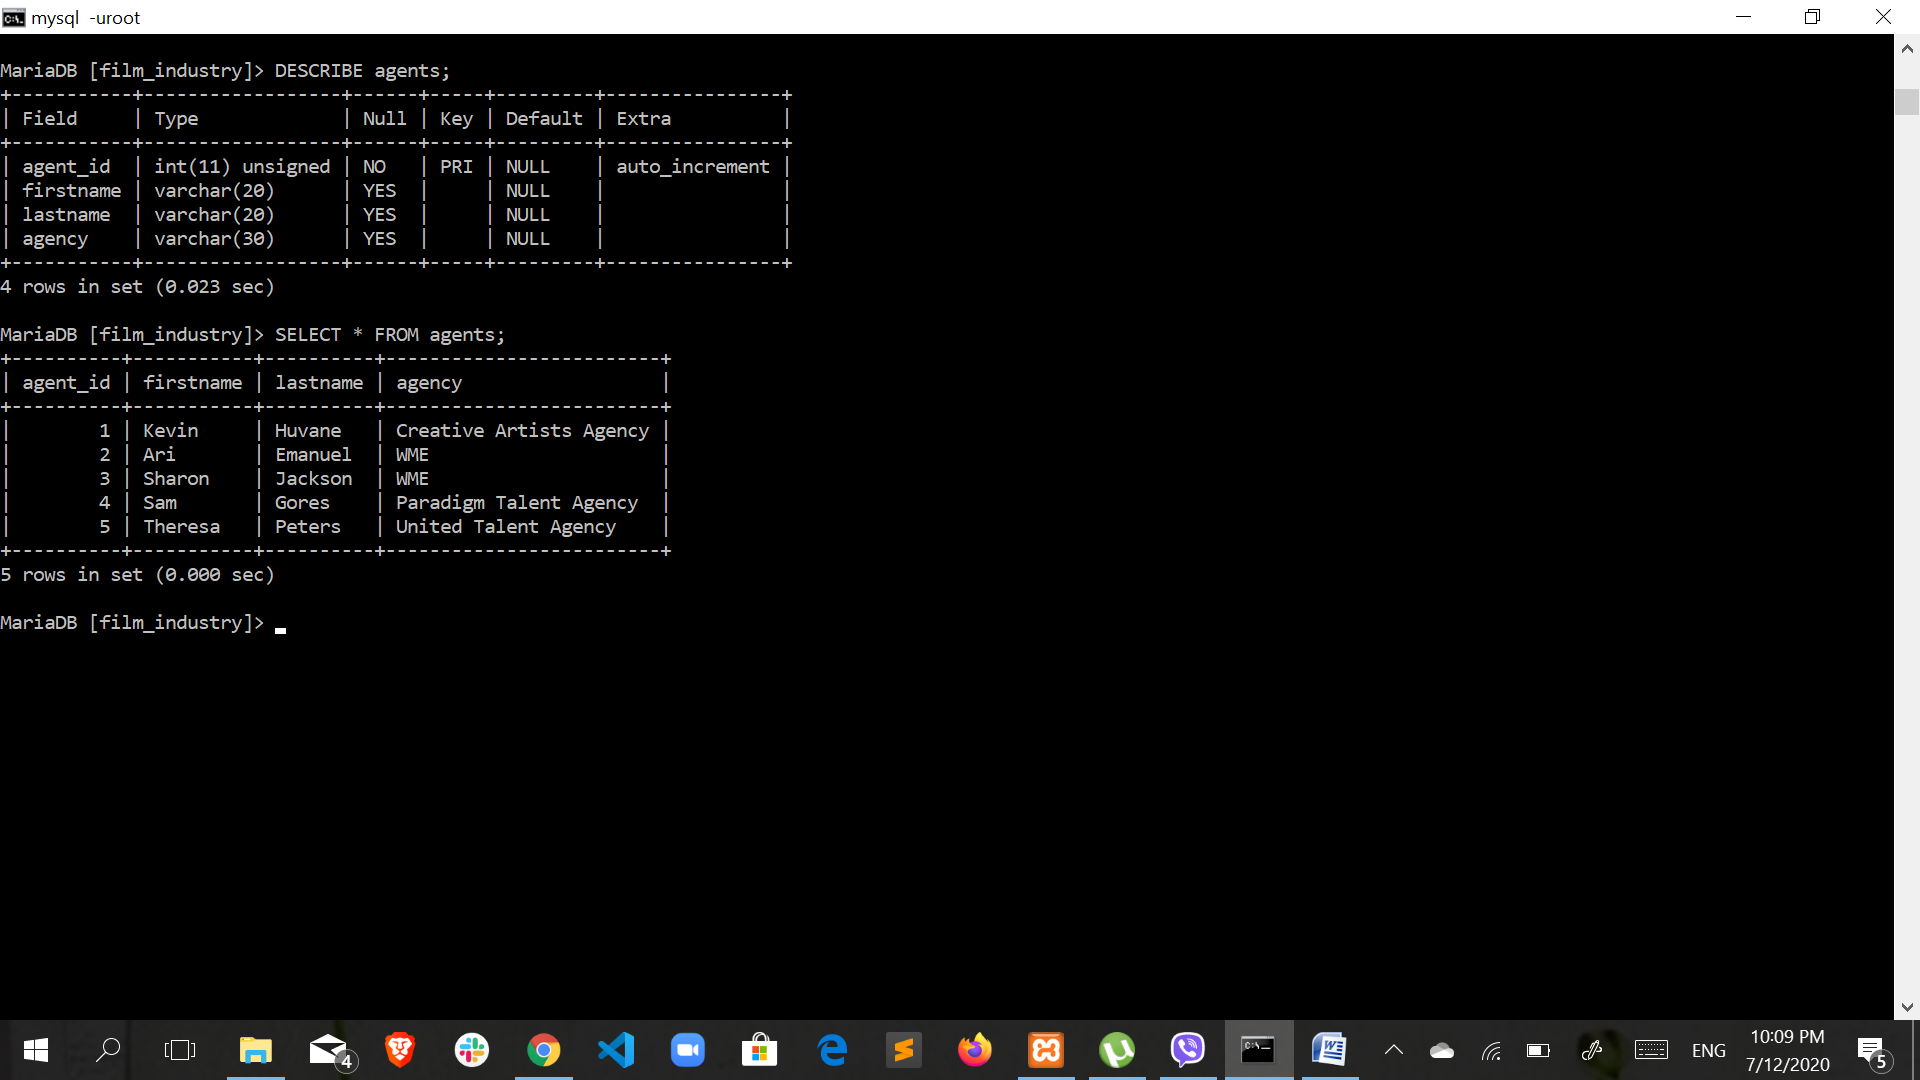 mysql  -uroot
MariaDB [film_industry]> DESCRIBE agents;
+-----------+------------------+------+-----+---------+----------------+
| Field     | Type             | Null | Key | Default | Extra          |
+-----------+------------------+------+-----+---------+----------------+
| agent_id  | int(11) unsigned | NO   | PRI | NULL    | auto_increment |
| firstname | varchar(20)      | YES  |     | NULL    |                |
| lastname  | varchar(20)      | YES  |     | NULL    |                |
| agency    | varchar(30)      | YES  |     | NULL    |                |
+-----------+------------------+------+-----+---------+----------------+
4 rows in set (0.023 sec)
MariaDB [film_industry]> SELECT * FROM agents;
+----------+-----------+----------+-------------------------+
| agent_id | firstname | lastname | agency                  |
+----------+-----------+----------+-------------------------+
|        1 | Kevin     | Huvane   | Creative Artists Agency |
|        2 | Ari       | Emanuel  | WME                     |
|        3 | Sharon    | Jackson  | WME                     |
|        4 | Sam       | Gores    | Paradigm Talent Agency  |
|        5 | Theresa   | Peters   | United Talent Agency    |
+----------+-----------+----------+-------------------------+
5 rows in set (0.000 sec)
MariaDB [film_industry]> _
4
ENG
10:09 PM
7/12/2020
5